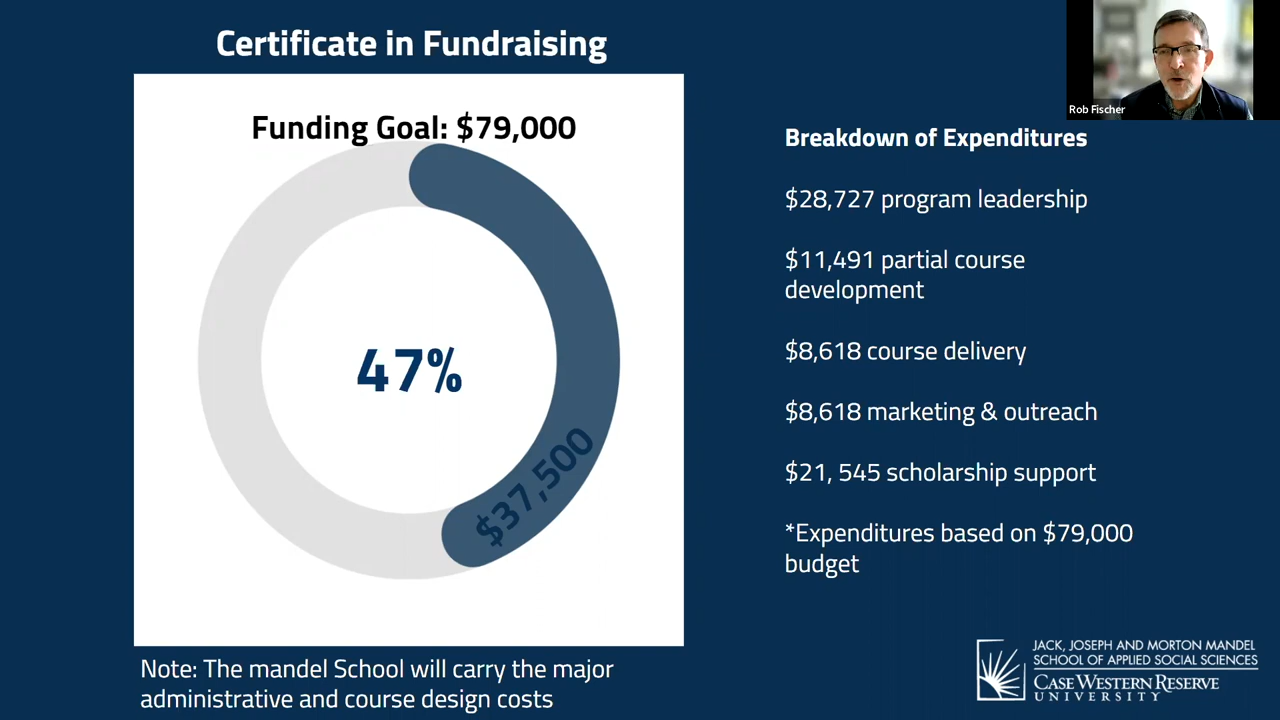 Certificate in Fundraising
Funding Goal: $79,000
47%
$37,500
Note: The mandel School will carry the major
administrative and course design costs
Rob Fischer
Breakdown of Expenditures
$28,727 program leadership
$11,491 partial course
development
$8,618 course delivery
$8,618 marketing & outreach
$21, 545 scholarship support
*Expenditures based on $79,000
budget
JACK, JOSEPH AND MORTON MANDEL
SCHOOL OF APPLIED SOCIAL SCIENCES
CASE WESTERN RESERVE
UNIVERSITY